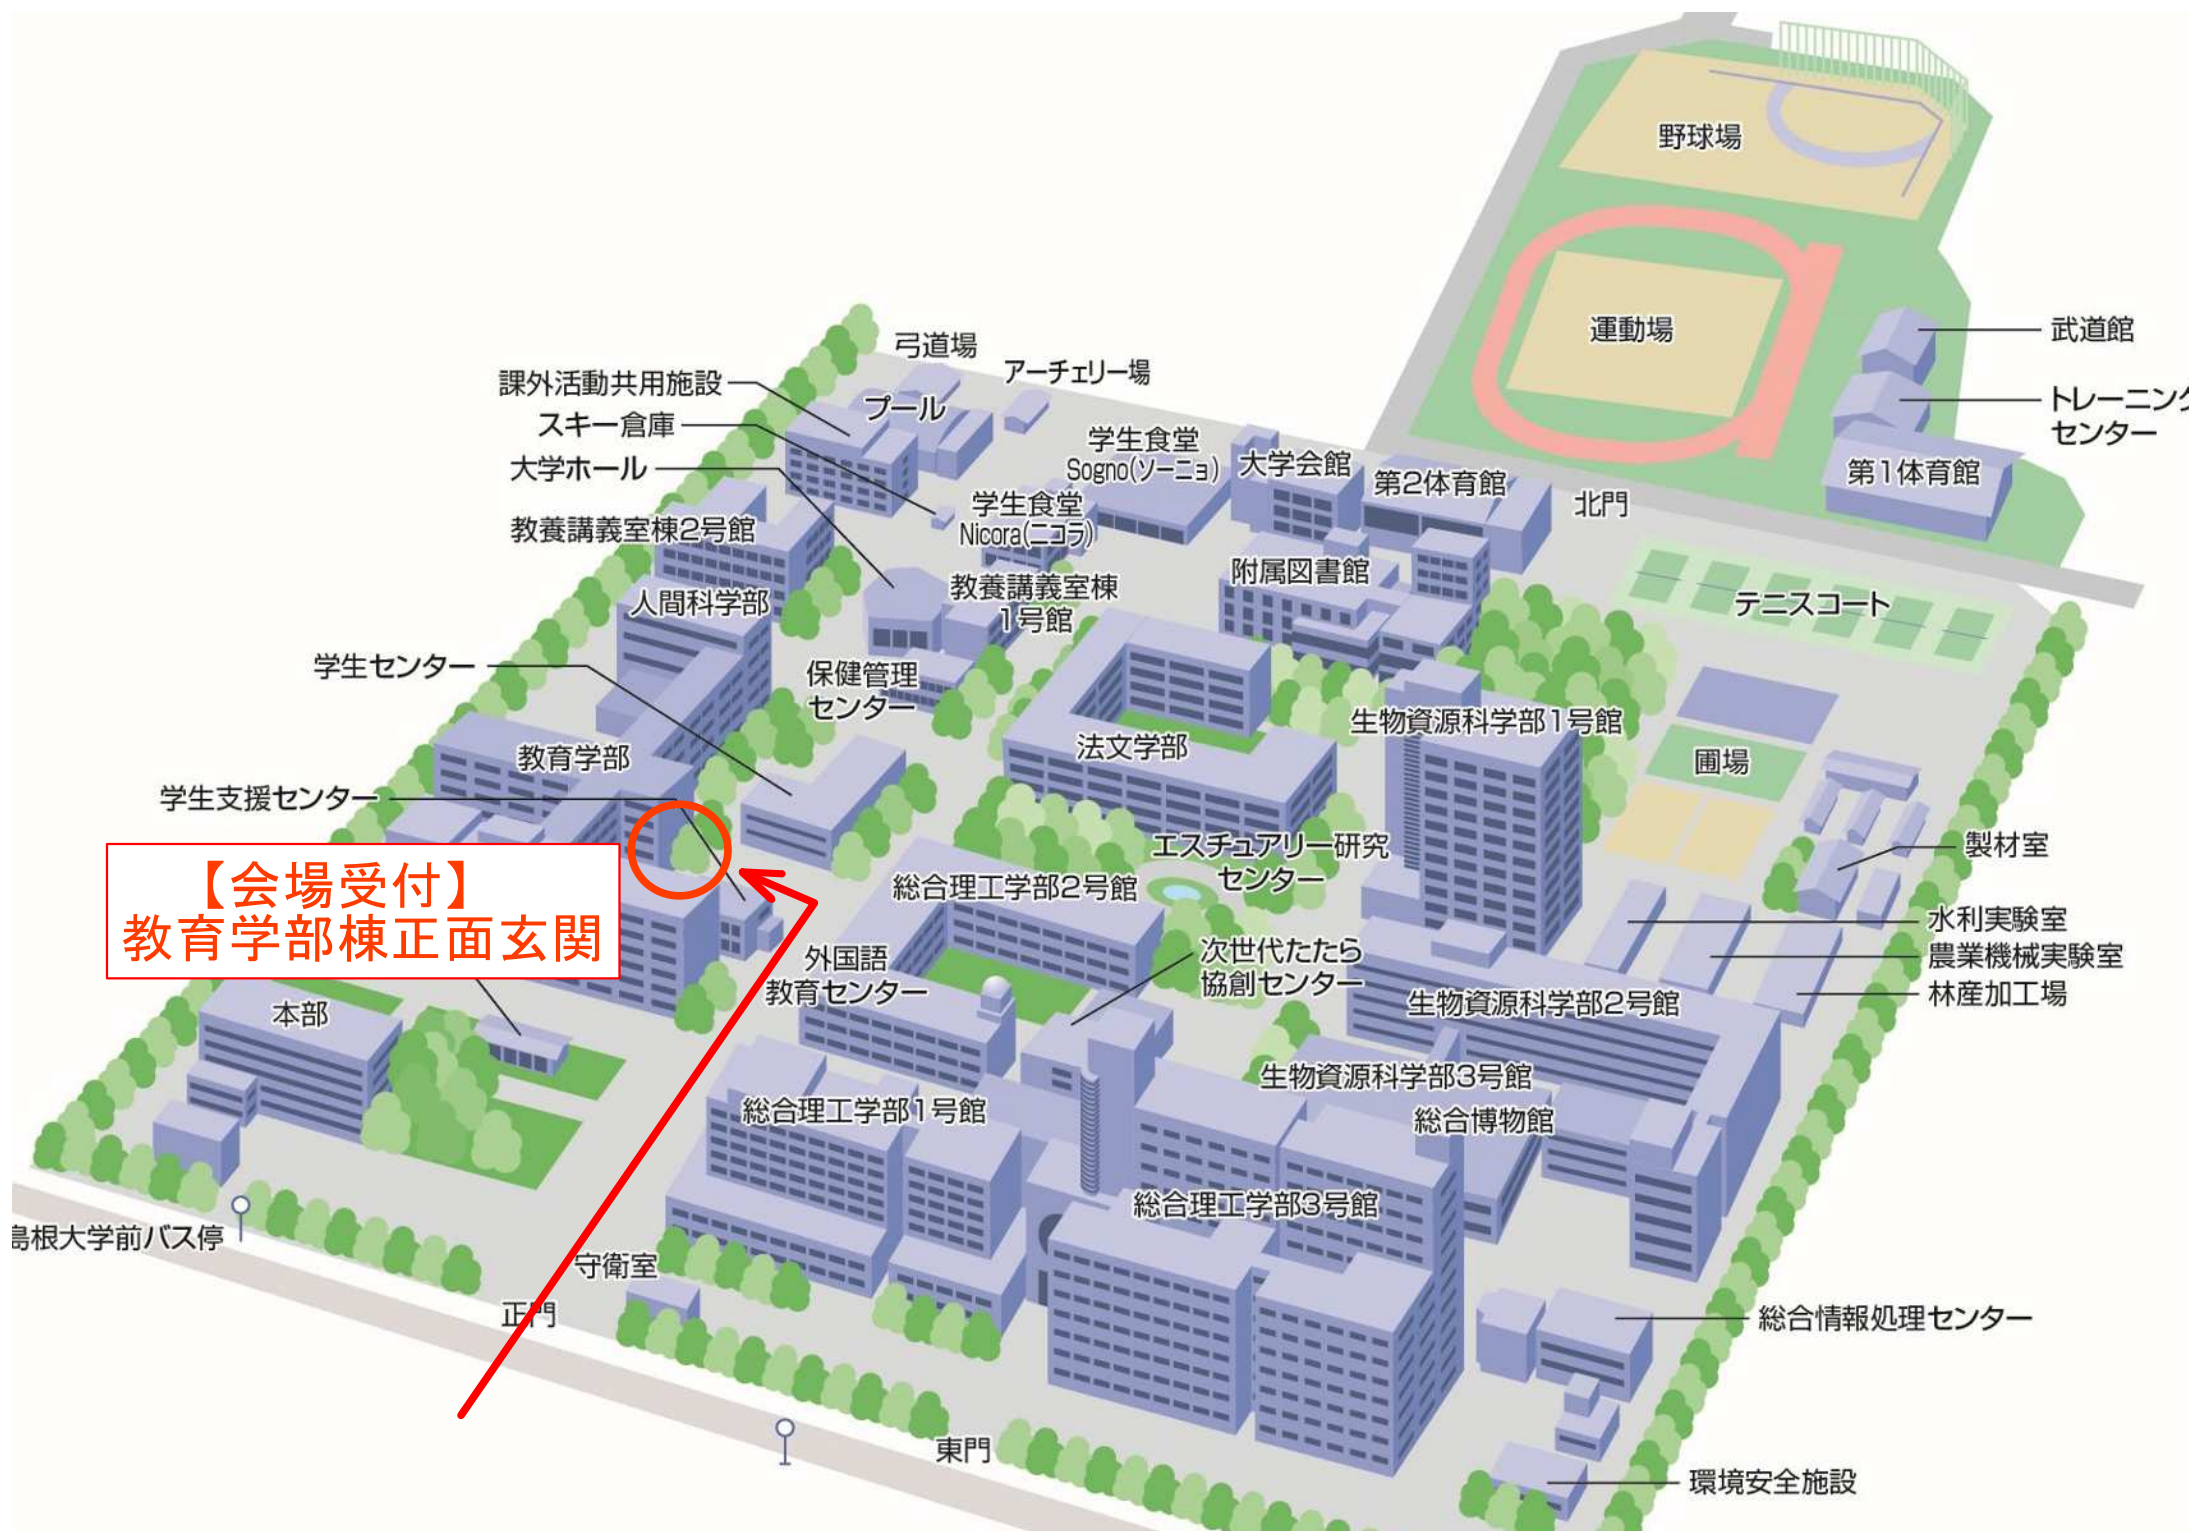 野球場
運動場
武道館
トレーニング
センター
第1体育館
弓道場
アーチェリー場
課外活動共用施設
プール
スキー倉庫
大学ホール
学生食堂
Sogno(ソーニョ)
大学会館
第2体育館
北門
学生食堂
Nicora(ニコラ)
教養講義室棟2号館
附属図書館
教養講義室棟
1号館
人間科学部
テニスコート
学生センター
保健管理
センター
生物資源科学部1号館
法文学部
教育学部
圃場
学生支援センター
エスチュアリー研究
センター
製材室
【会場受付】
教育学部棟正面玄関
総合理工学部2号館
水利実験室
農業機械実験室
林産加工場
外国語
教育センター
次世代たたら
協創センター
生物資源科学部2号館
本部
生物資源科学部3号館
総合理工学部1号館
総合博物館
総合理工学部3号館
島根大学前バス停
守衛室
正門
総合情報処理センター
東門
環境安全施設